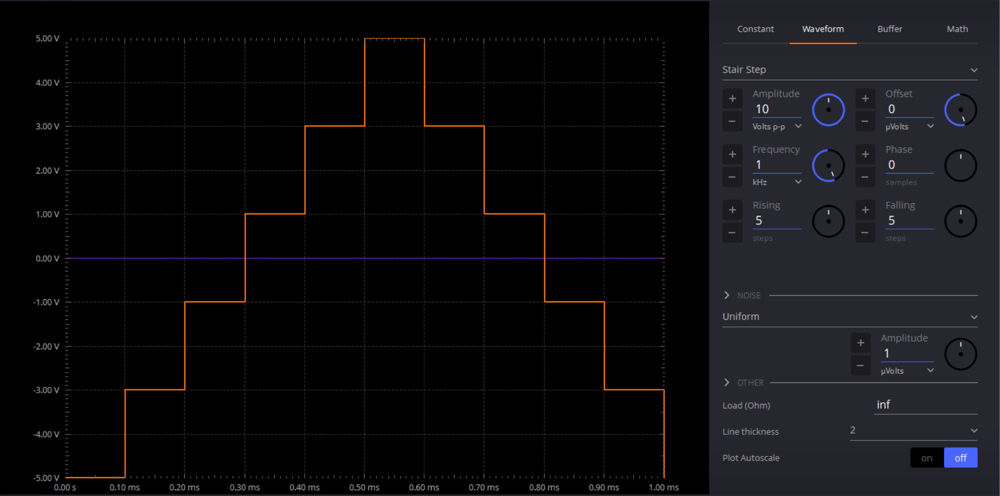 5.00 V
4.00 V
3.00 V
2.00 V
1.00 V
0.00 V
-1.00 V
-2.00 V
-3.00 V
-4.00 V
-5.00 V
0.00 s 0.10 ms 0.20 ms 0.30 ms 0.40 ms 0.50 ms 0.60 ms 0.70 ms 0.80 ms 0.90 ms 1.00 ms
Constant Waveform Buffer Math
Stair Step
+ Amplitude + Offset
10 0
- Volts p-p - µVolts
+ Frequency + Phase
1 0
- kHz - samples
+ Rising + Falling
5 5
- steps - steps
NOISE
Uniform
+ Amplitude
1
- µVolts
OTHER
Load (Ohm) inf
Line thickness 2
Plot Autoscale on off